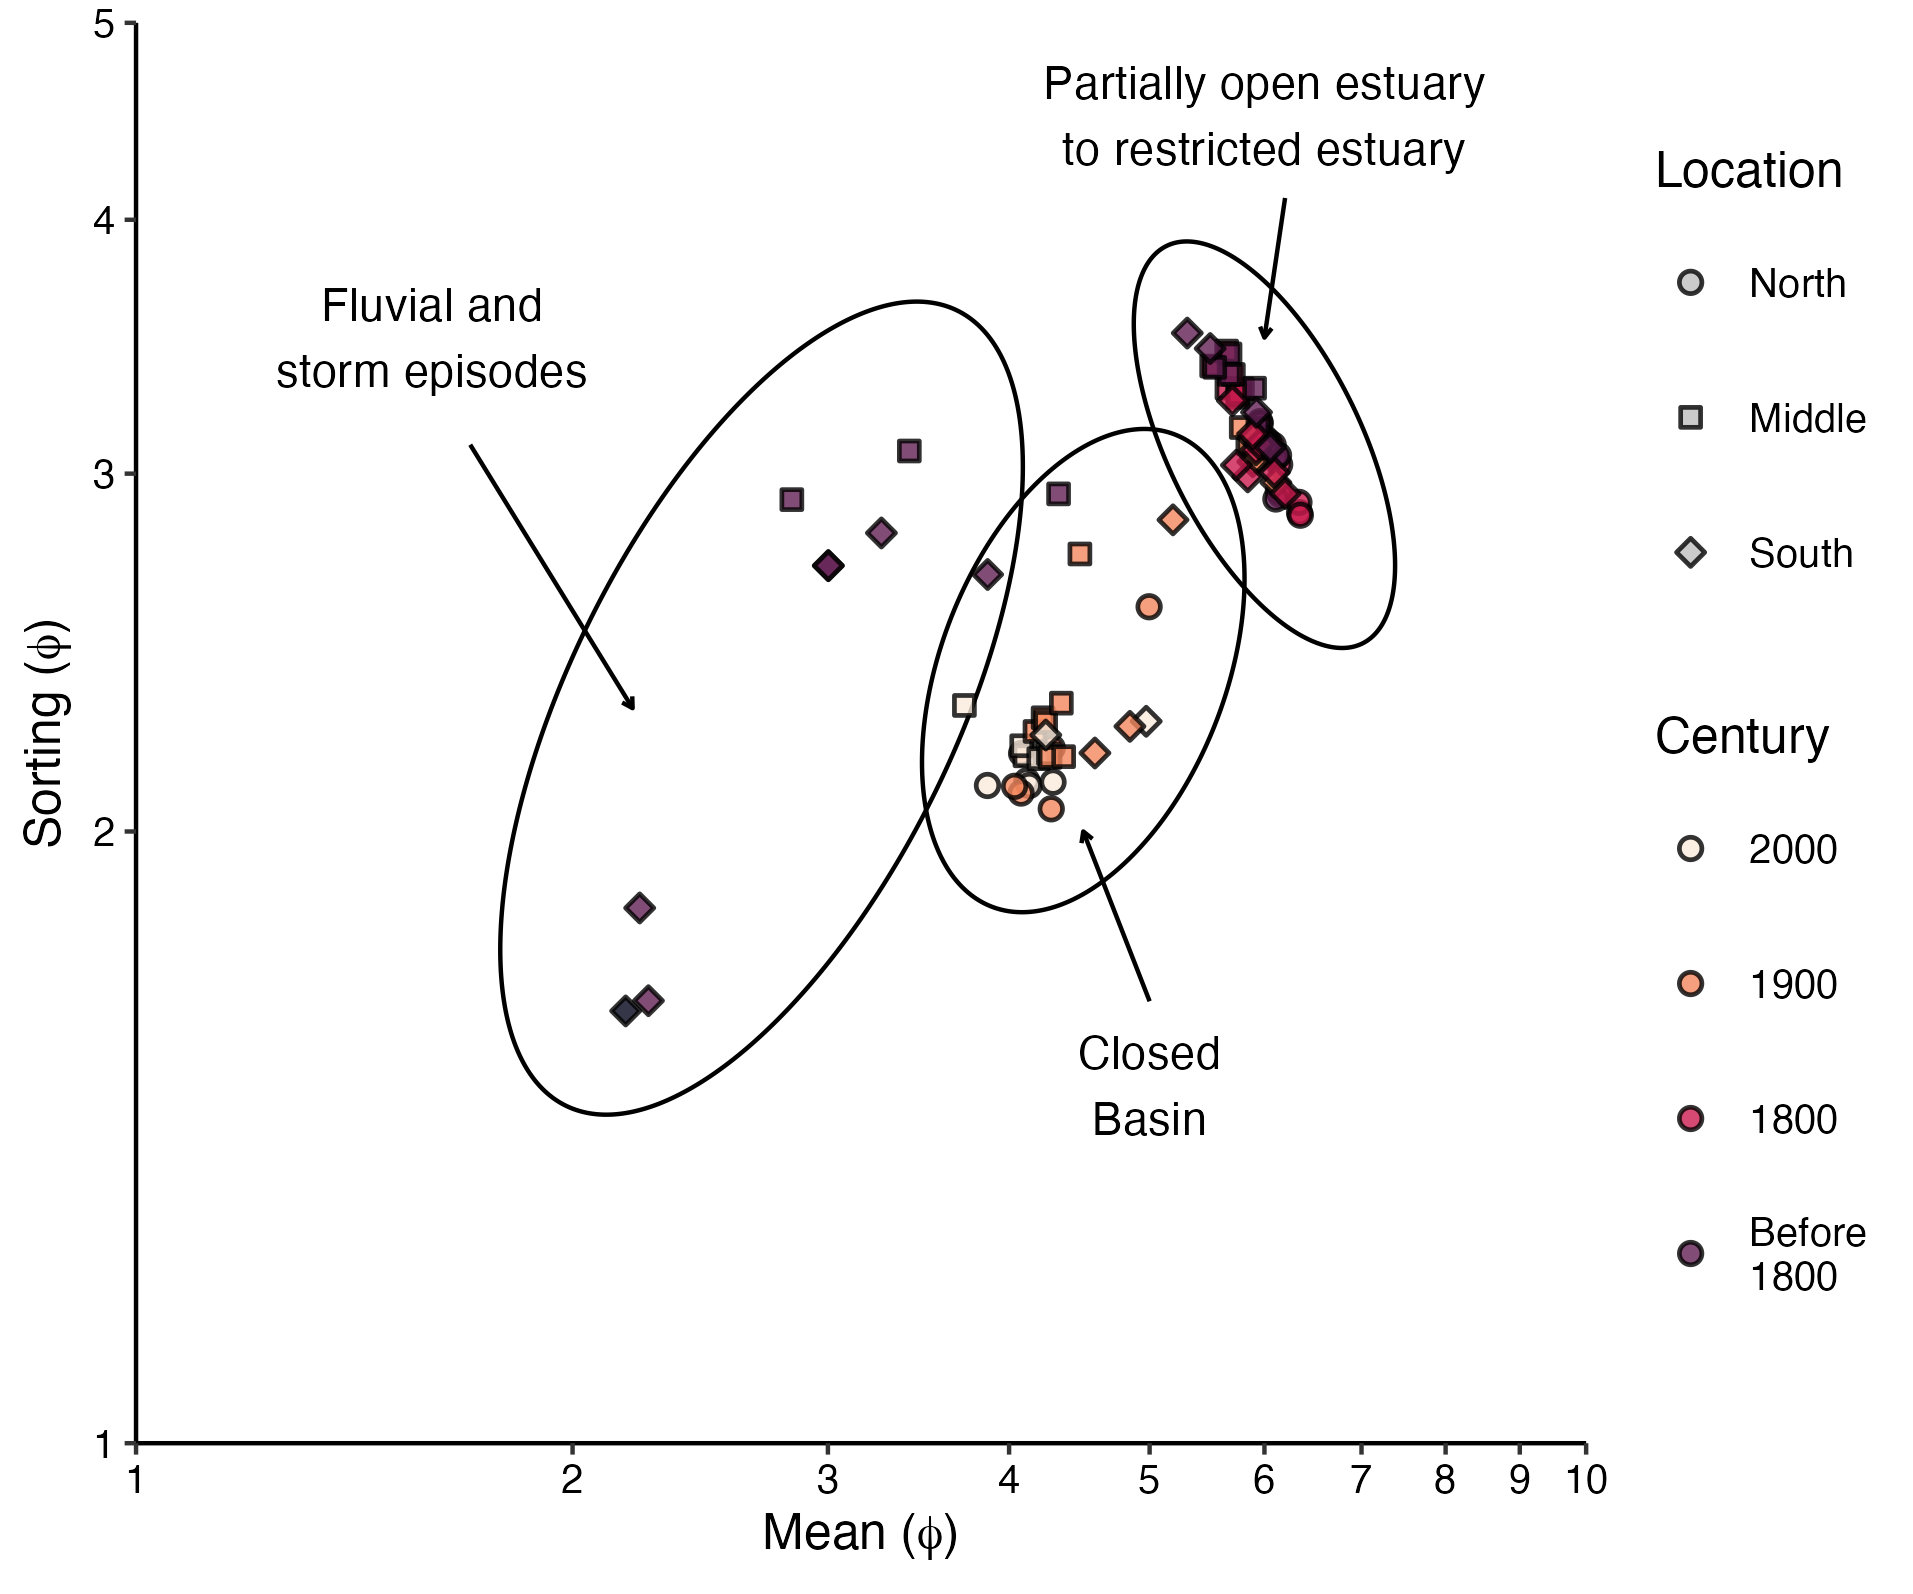 Partially open estuary
to restricted estuary
Fluvial and
storm episodes
Closed
Basin
Sorting (ϕ)
5
4
3
2
1
1 2 3 4 5 6 7 8 9 10
Mean (ϕ)
Location
North
Middle
South
Century
2000
1900
1800
Before
1800